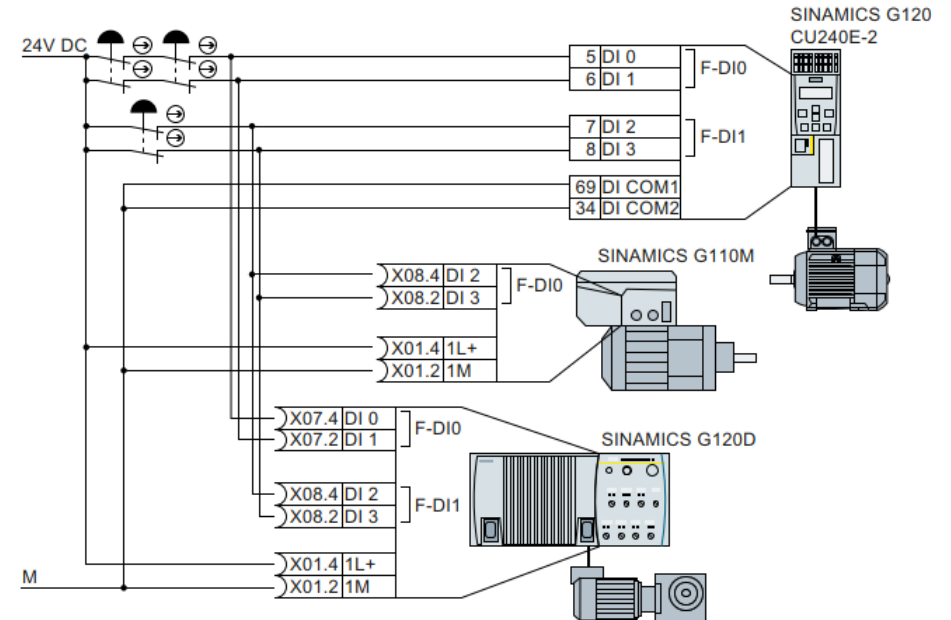 SINAMICS G120
CU240E-2
24V DC
5 DI 0
F-DI0
6 DI 1
7 DI 2
F-DI1
8 DI 3
69 DI COM1
34 DI COM2
SINAMICS G110M
X08.4 DI 2
F-DI0
X08.2 DI 3
X01.4 1L+
X01.2 1M
X07.4 DI 0
F-DI0
X07.2 DI 1
SINAMICS G120D
X08.4 DI 2
F-DI1
X08.2 DI 3
X01.4 1L+
M
X01.2 1M